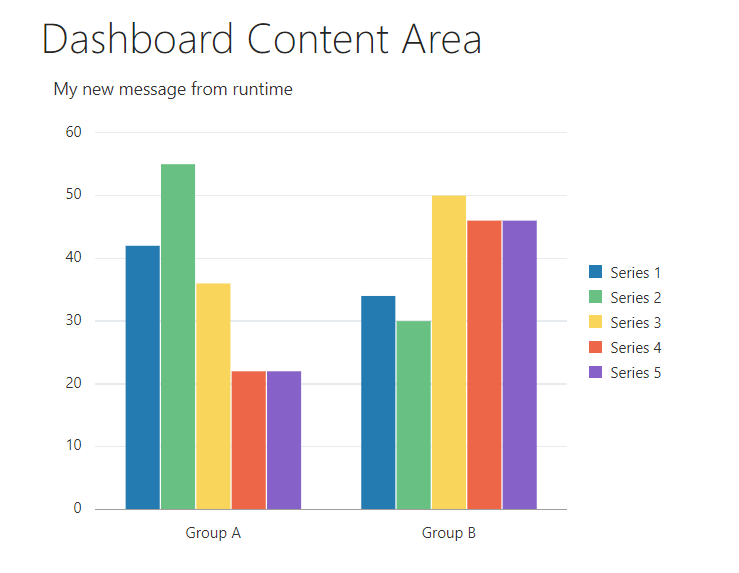 Dashboard Content Area
My new message from runtime
60
50
40
30
20
10
0
Group A
Group B
Series 1
Series 2
Series 3
Series 4
Series 5